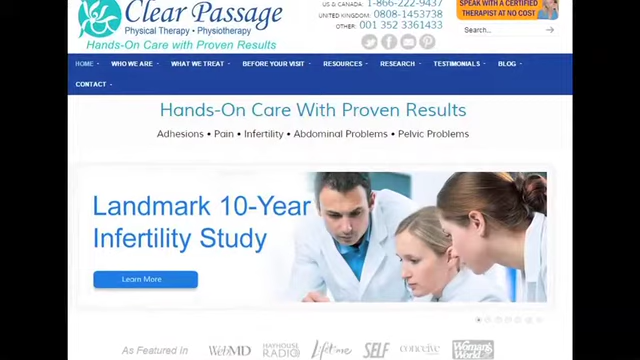 Clear Passage
Physical Therapy • Physiotherapy
Hands-On Care with Proven Results
US & CANADA: 1-866-222-9437
UNITED KINGDOM: 0808-1453738
OTHER: 001 352 3361433
SPEAK WITH A CERTIFIED
THERAPIST AT NO COST
Search...
HOME WHO WE ARE WHAT WE TREAT BEFORE YOUR VISIT RESOURCES RESEARCH TESTIMONIALS BLOG
CONTACT
Hands-On Care With Proven Results
Adhesions • Pain • Infertility • Abdominal Problems • Pelvic Problems
Landmark 10-Year
Infertility Study
Learn More
As Featured in WebMD HAYHOUSE RADIO Lifetime SELF conceive Woman's World